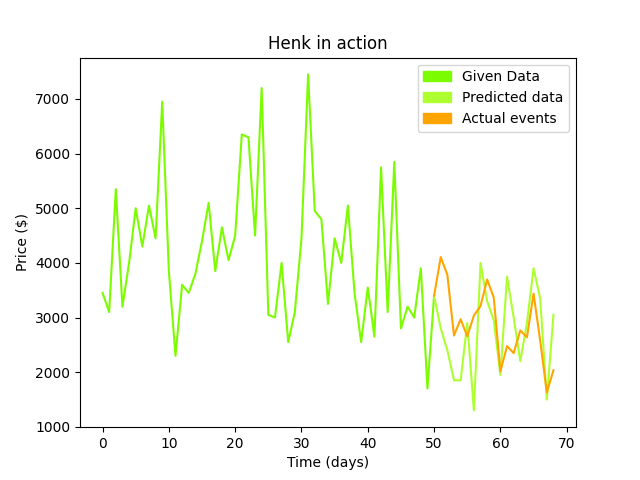 Henk in action
Given Data
Predicted data
Actual events
7000
6000
5000
4000
3000
2000
1000
Price ($)
0 10 20 30 40 50 60 70
Time (days)